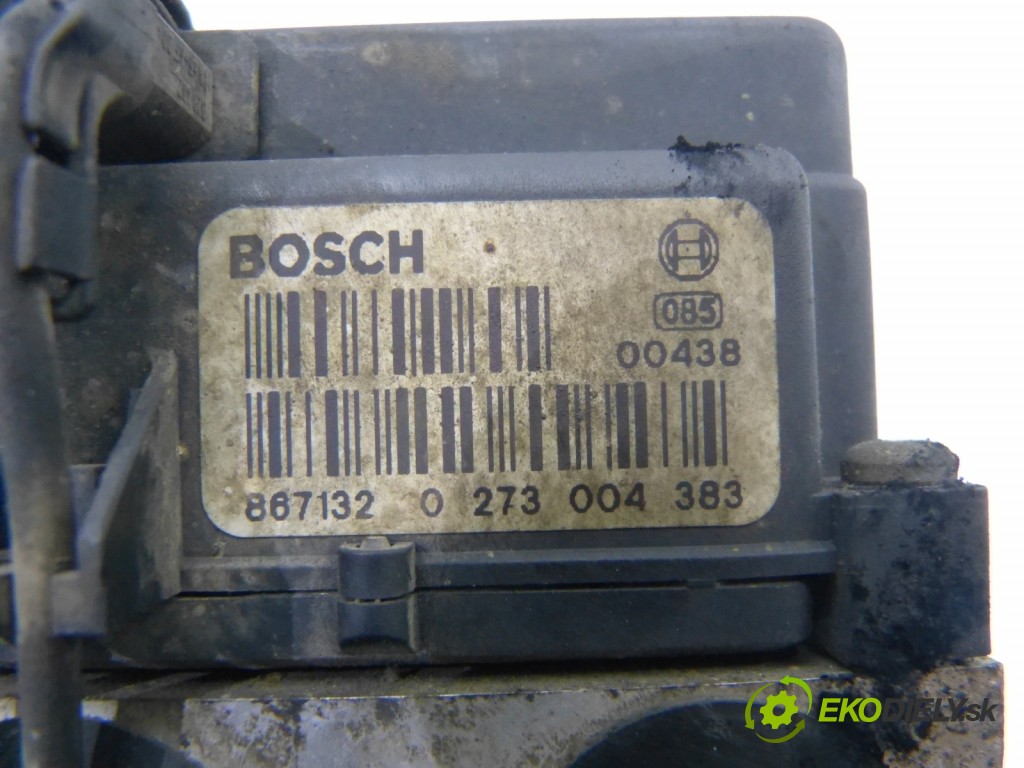 BOSCH
085
00438
867132 0 273 004 383
EKODIELY.sk